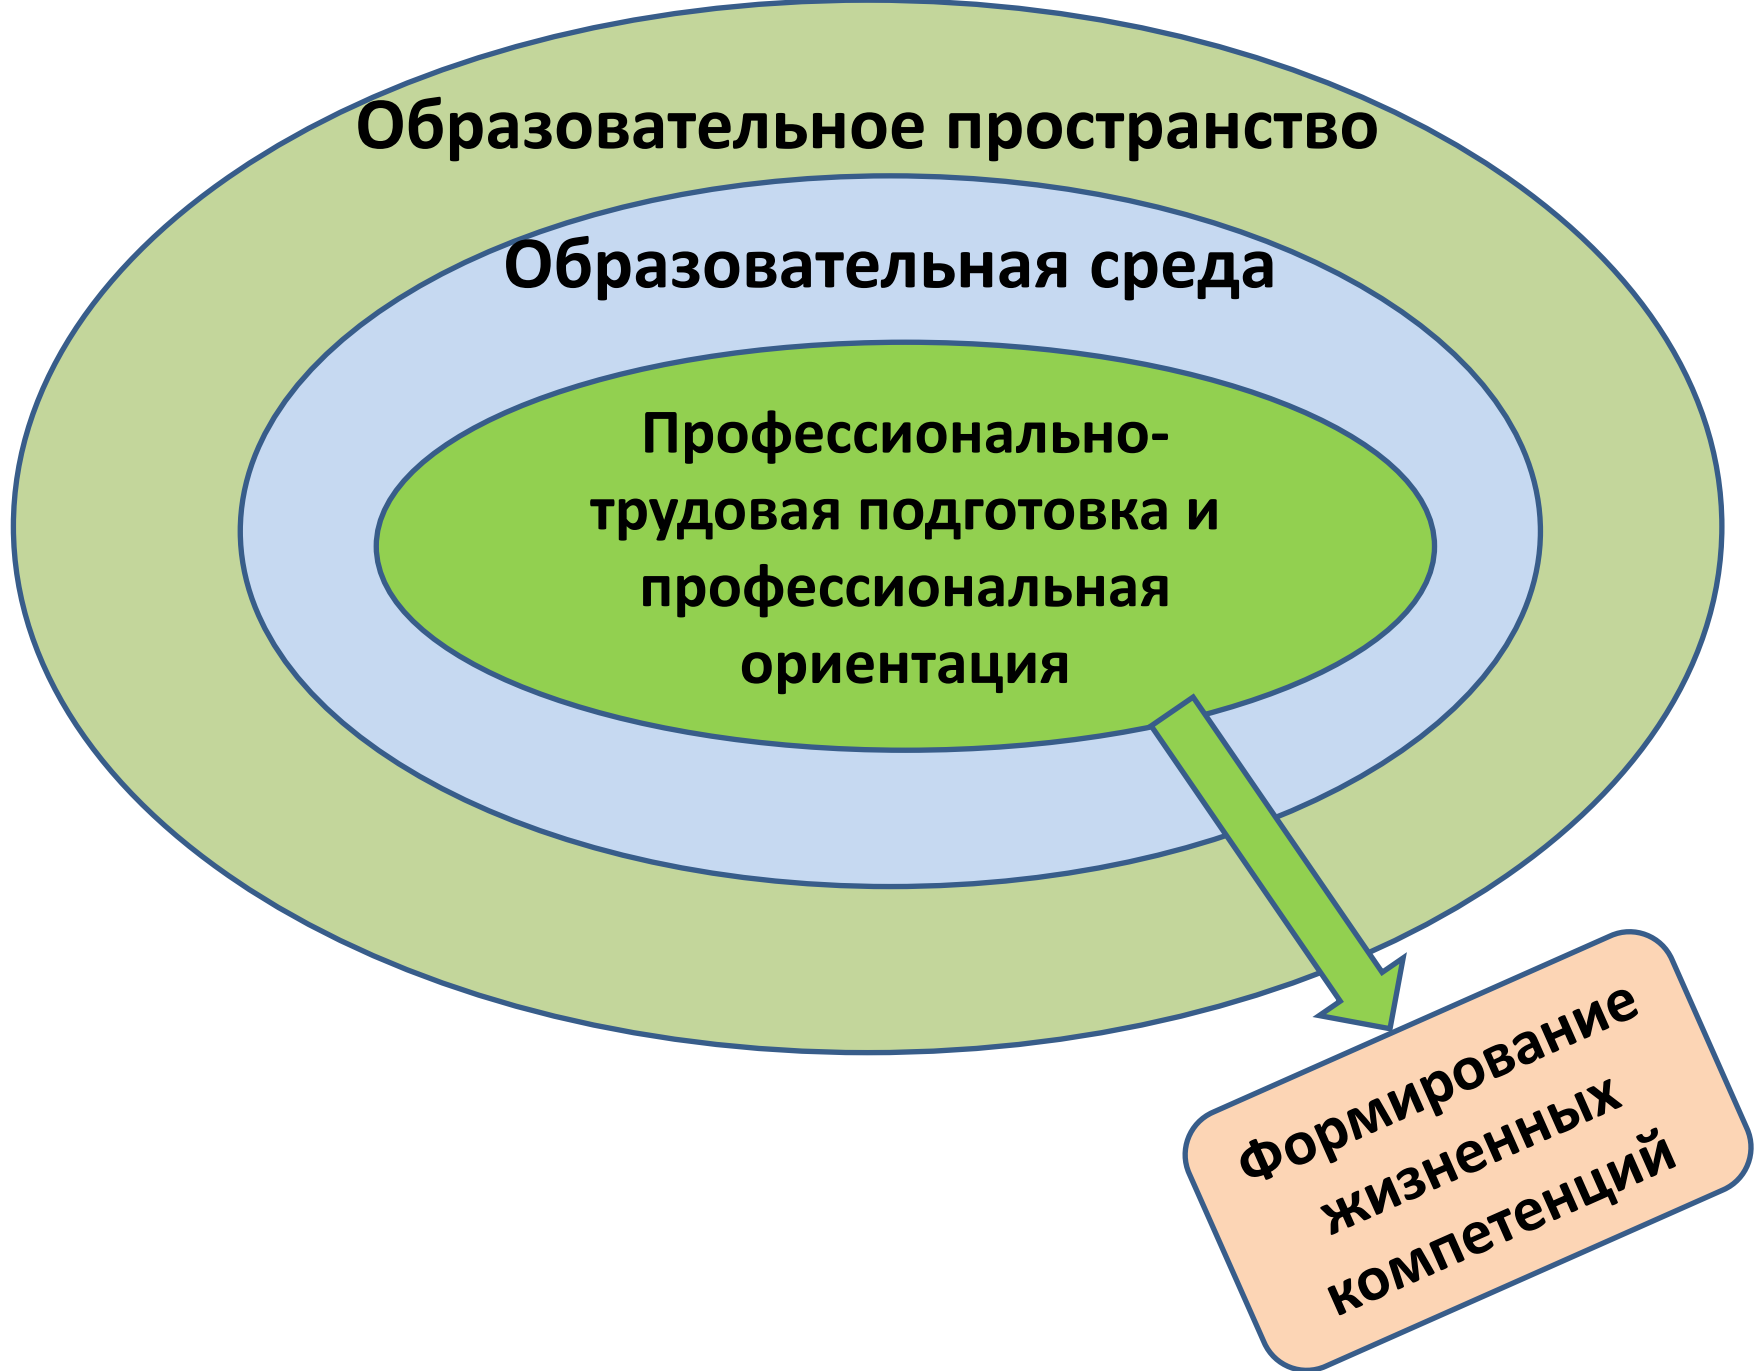 Образовательное пространство
Образовательная среда
Профессионально-
трудовая подготовка и
профессиональная
ориентация
Формирование
жизненных
компетенций